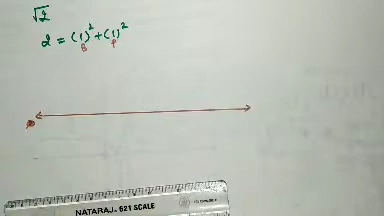 √2
2 = (1)² + (1)²
B P
NATARAJ 621 SCALE